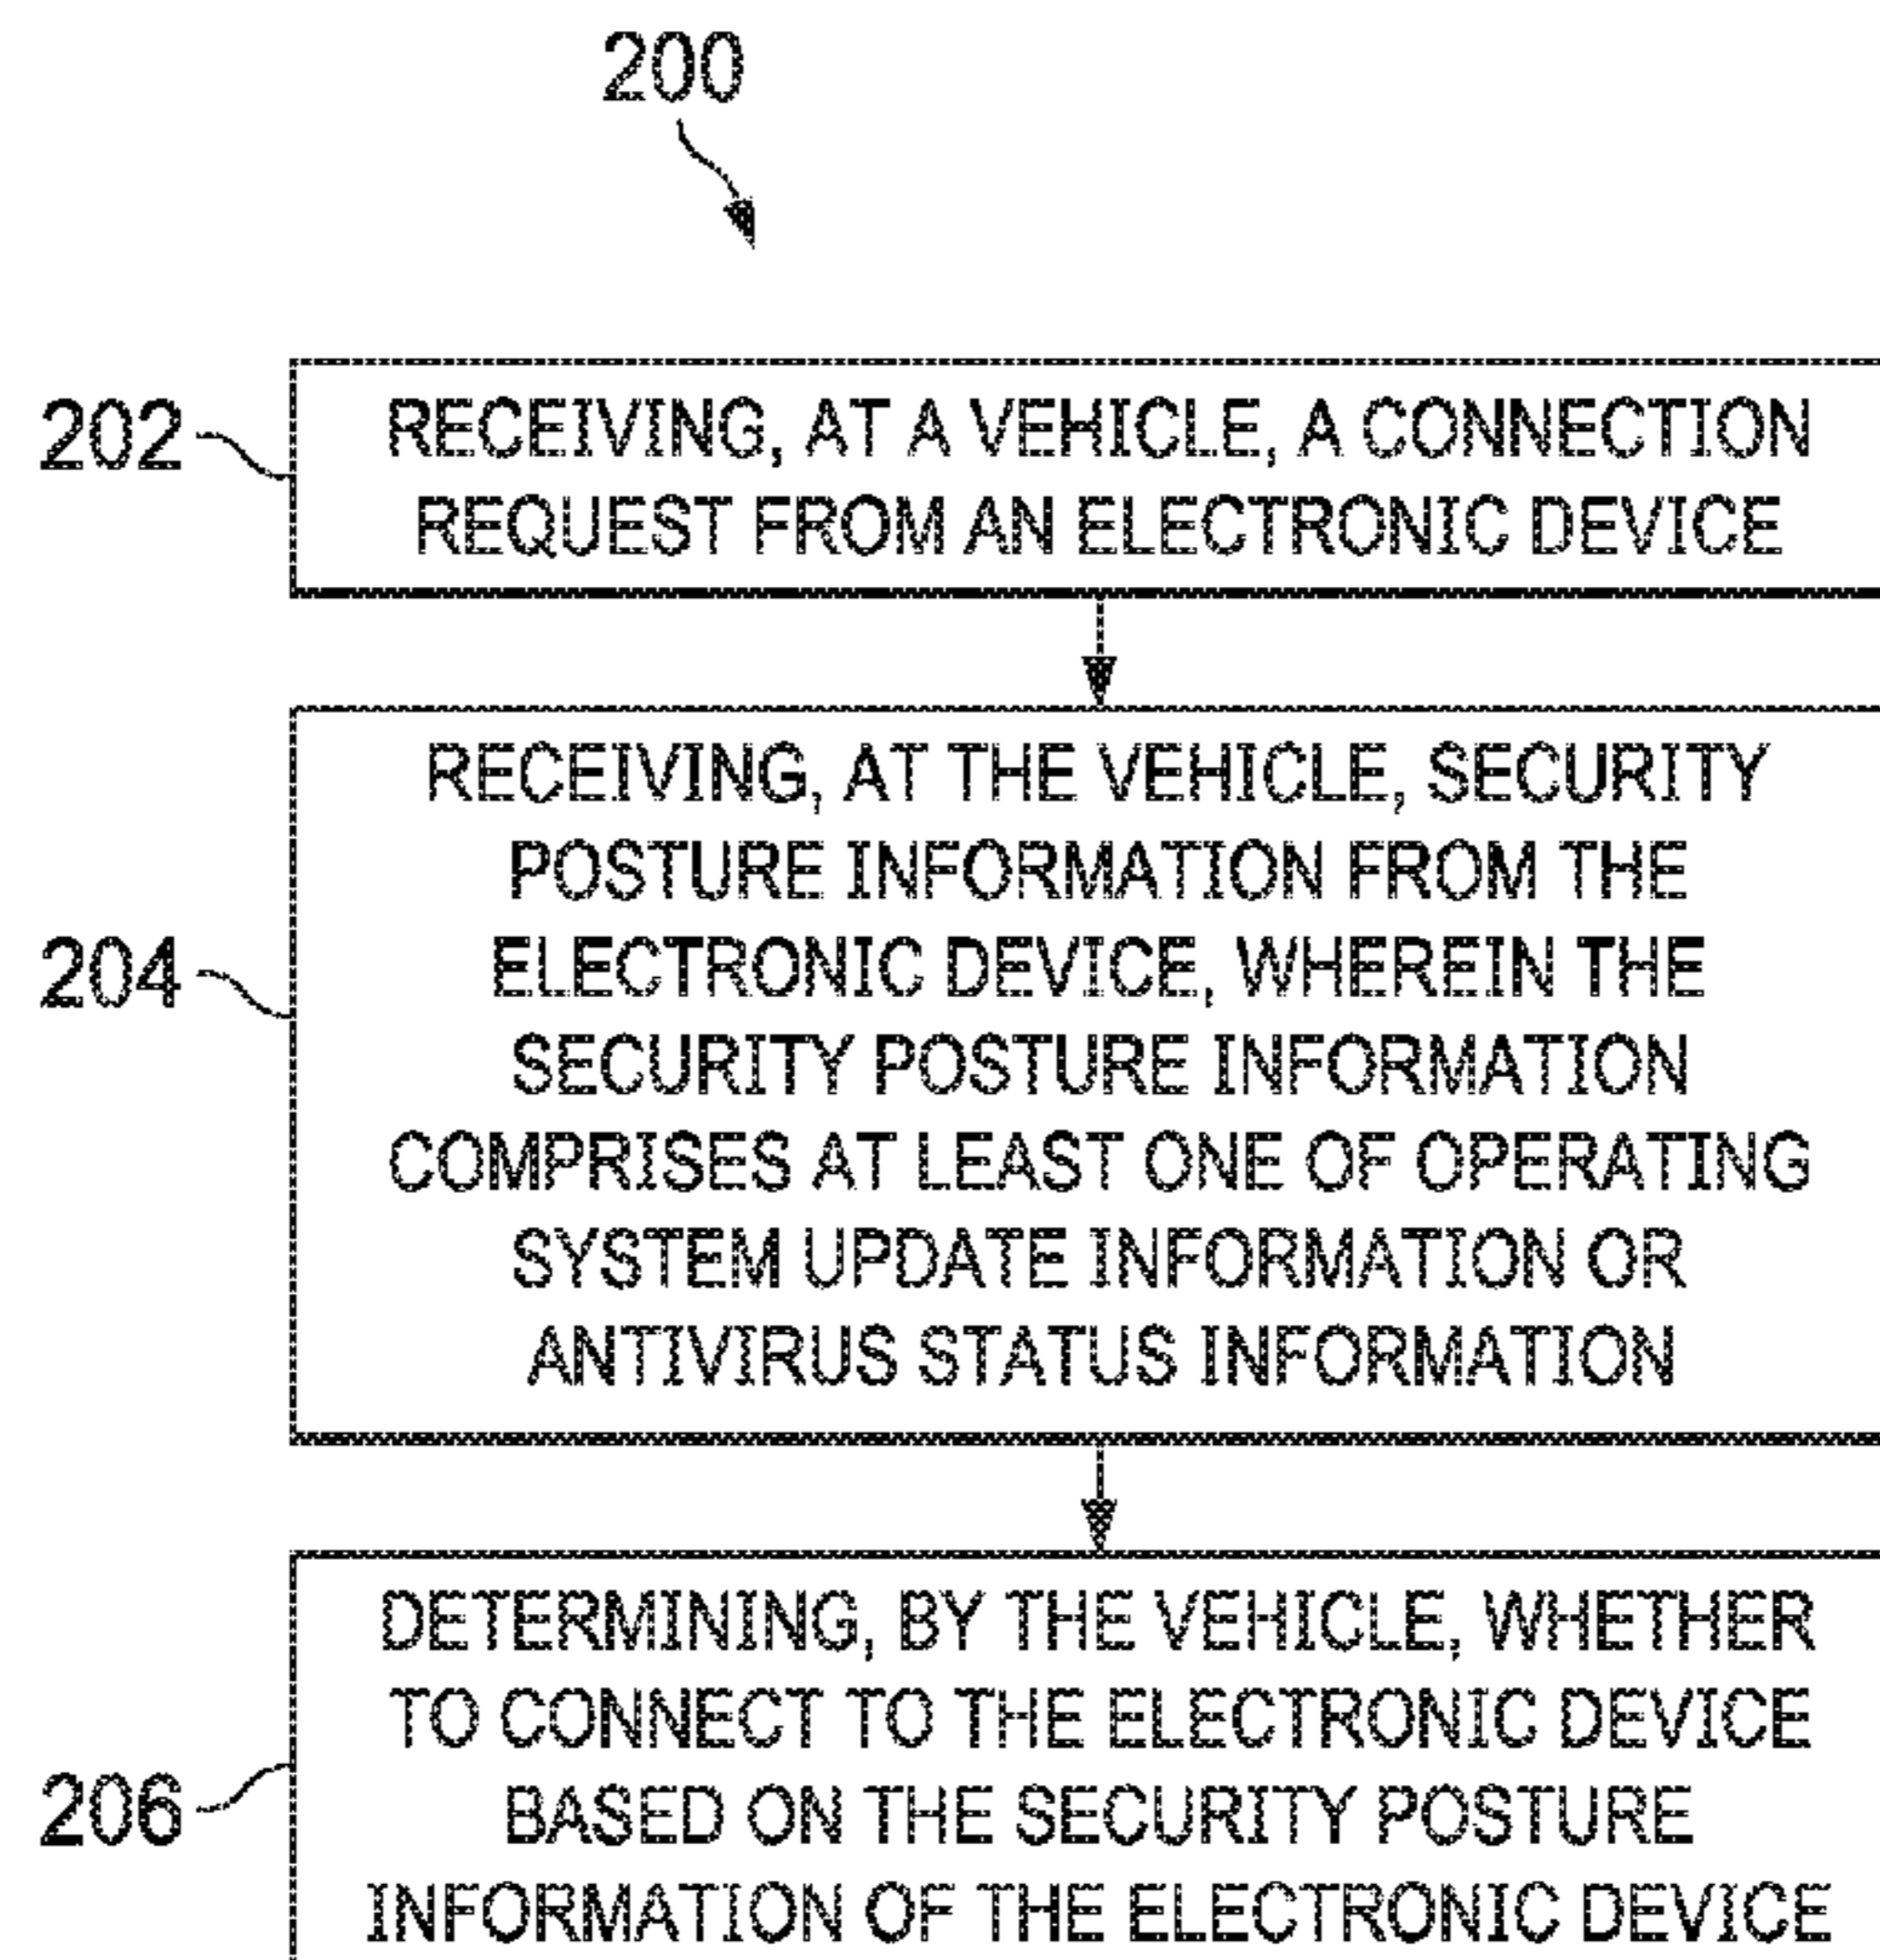 200
202
RECEIVING, AT A VEHICLE, A CONNECTION
REQUEST FROM AN ELECTRONIC DEVICE
204
RECEIVING, AT THE VEHICLE, SECURITY
POSTURE INFORMATION FROM THE
ELECTRONIC DEVICE, WHEREIN THE
SECURITY POSTURE INFORMATION
COMPRISES AT LEAST ONE OF OPERATING
SYSTEM UPDATE INFORMATION OR
ANTIVIRUS STATUS INFORMATION
206
DETERMINING, BY THE VEHICLE, WHETHER
TO CONNECT TO THE ELECTRONIC DEVICE
BASED ON THE SECURITY POSTURE
INFORMATION OF THE ELECTRONIC DEVICE